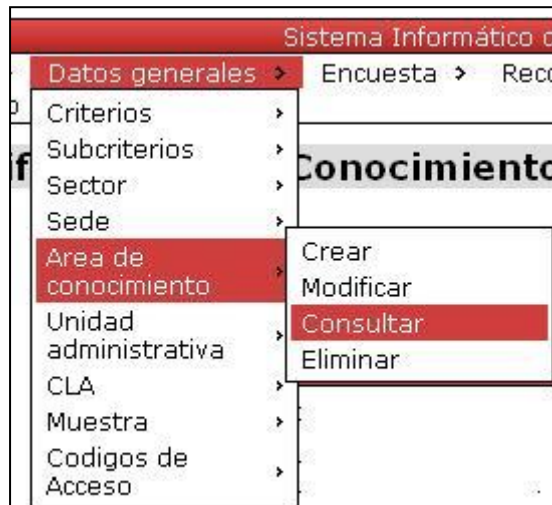 Sistema Informático
Datos generales Encuesta
Criterios
Subcriterios
Conocimiento
Sector
Sede
Area de
conocimiento
Crear
Modificar
Unidad
administrativa
Consultar
Eliminar
CLA
Muestra
Codigos de
Acceso